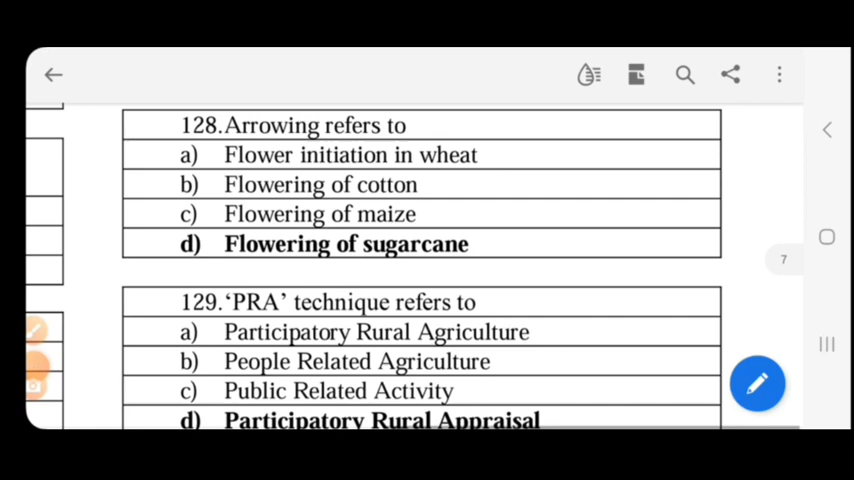 128. Arrowing refers to
a) Flower initiation in wheat
b) Flowering of cotton
c) Flowering of maize
d) Flowering of sugarcane
7
129. ‘PRA’ technique refers to
a) Participatory Rural Agriculture
b) People Related Agriculture
c) Public Related Activity
d) Participatory Rural Appraisal